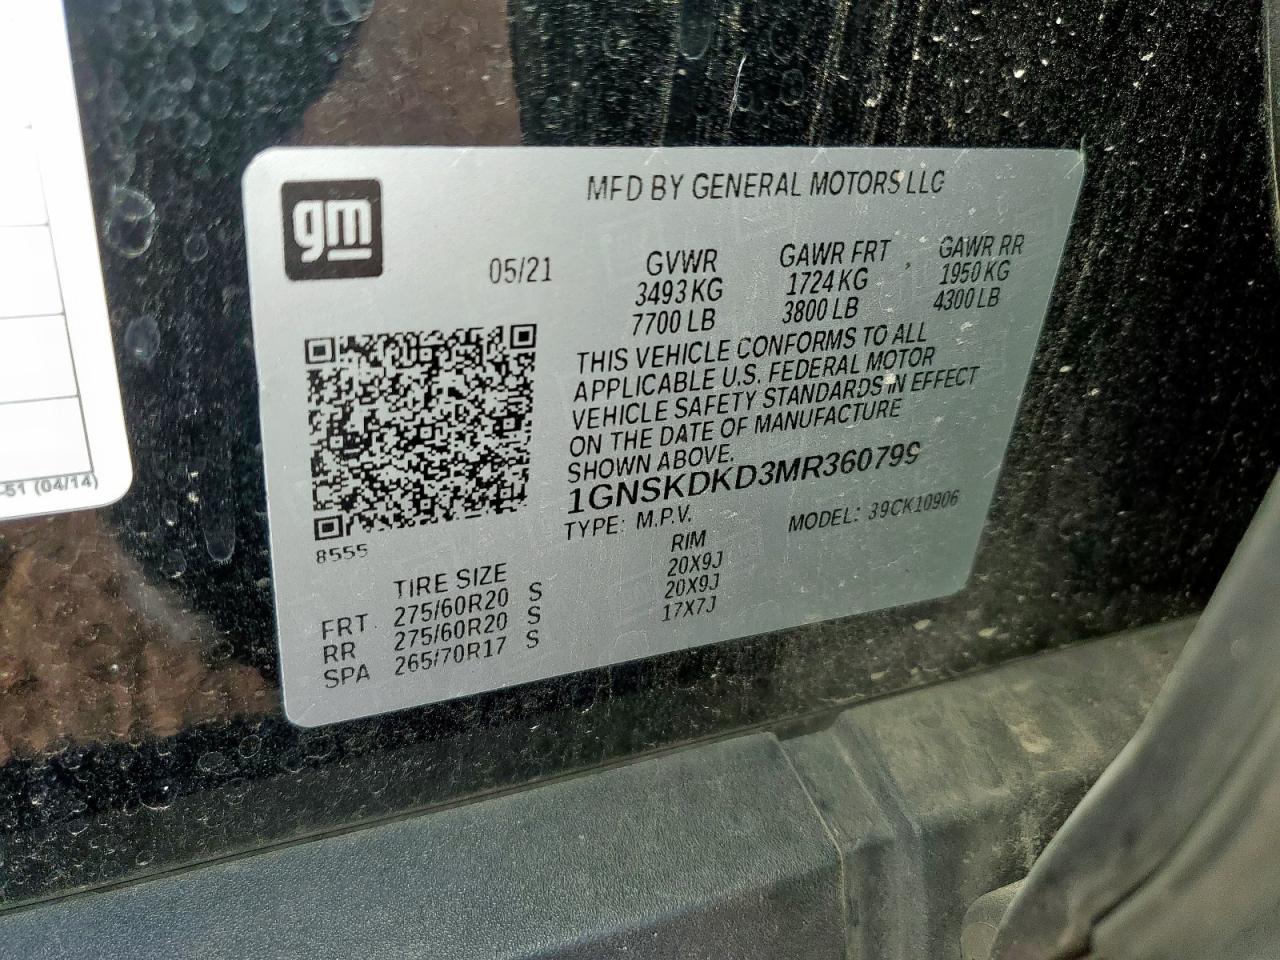 gm
MFD BY GENERAL MOTORS LLC
05/21
GVWR GAWR FRT GAWR RR
3493 KG 1724 KG 1950 KG
7700 LB 3800 LB 4300 LB
THIS VEHICLE CONFORMS TO ALL
APPLICABLE U.S. FEDERAL MOTOR
VEHICLE SAFETY STANDARDS IN EFFECT
ON THE DATE OF MANUFACTURE
SHOWN ABOVE.
1GNSKDKD3MR360799
TYPE: M.P.V. MODEL: 39CK10906
8555
TIRE SIZE RIM
FRT 275/60R20 S 20X9J
RR 275/60R20 S 20X9J
SPA 265/70R17 S 17X7J
-51 (04/14)